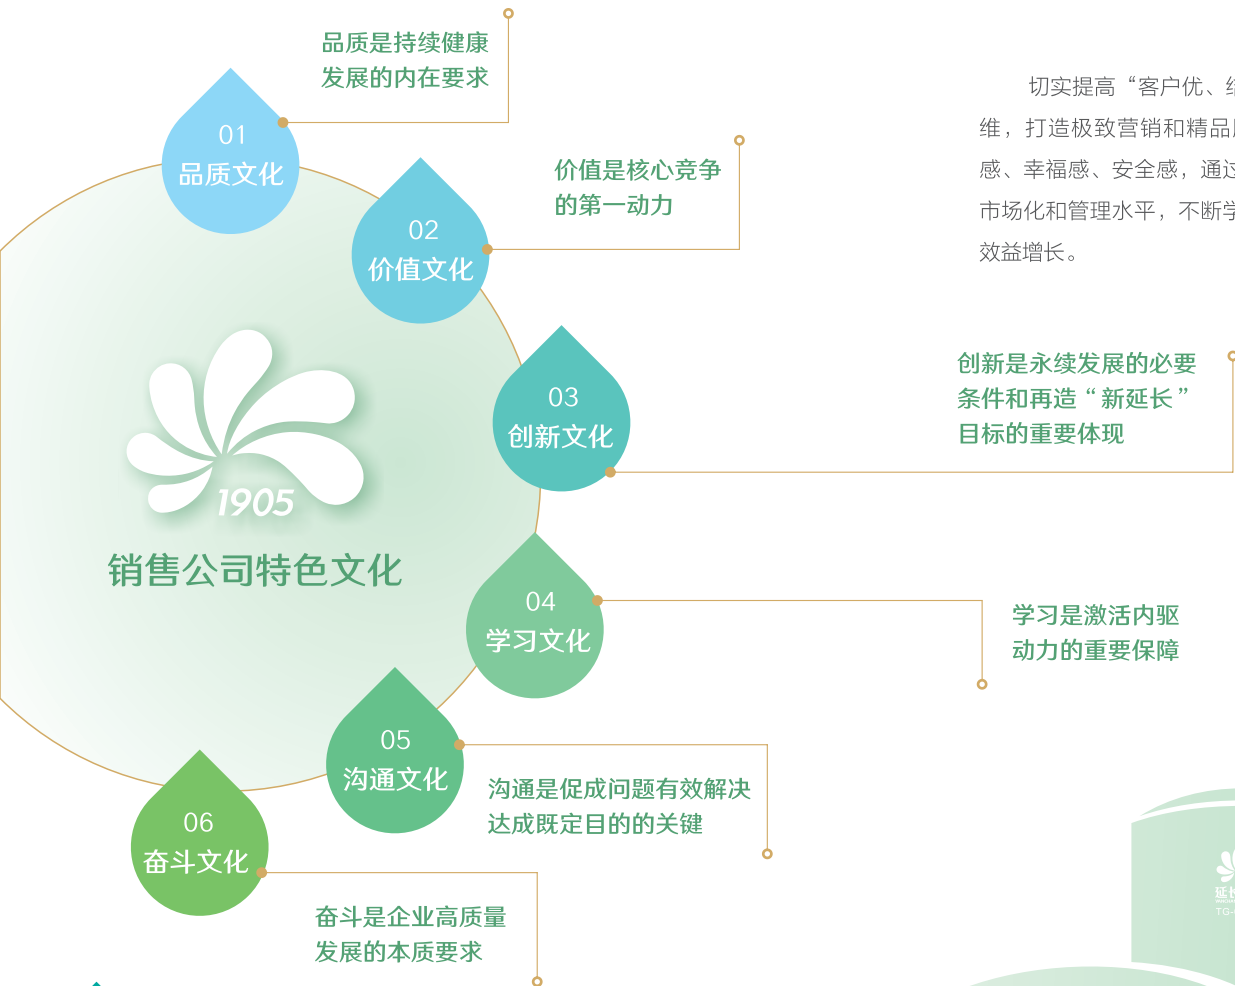 品质是持续健康
发展的内在要求
01
品质文化
价值是核心竞争
的第一动力
02
价值文化
切实提高“客户优、
维，打造极致营销和精品
感、幸福感、安全感，通过
市场化和管理水平，不断学
效益增长。
创新是永续发展的必要
条件和再造“新延长”
目标的重要体现
03
创新文化
1905
销售公司特色文化
04
学习文化
学习是激活内驱
动力的重要保障
05
沟通文化
沟通是促成问题有效解决
达成既定目的的关键
06
奋斗文化
奋斗是企业高质量
发展的本质要求
延长
TG-